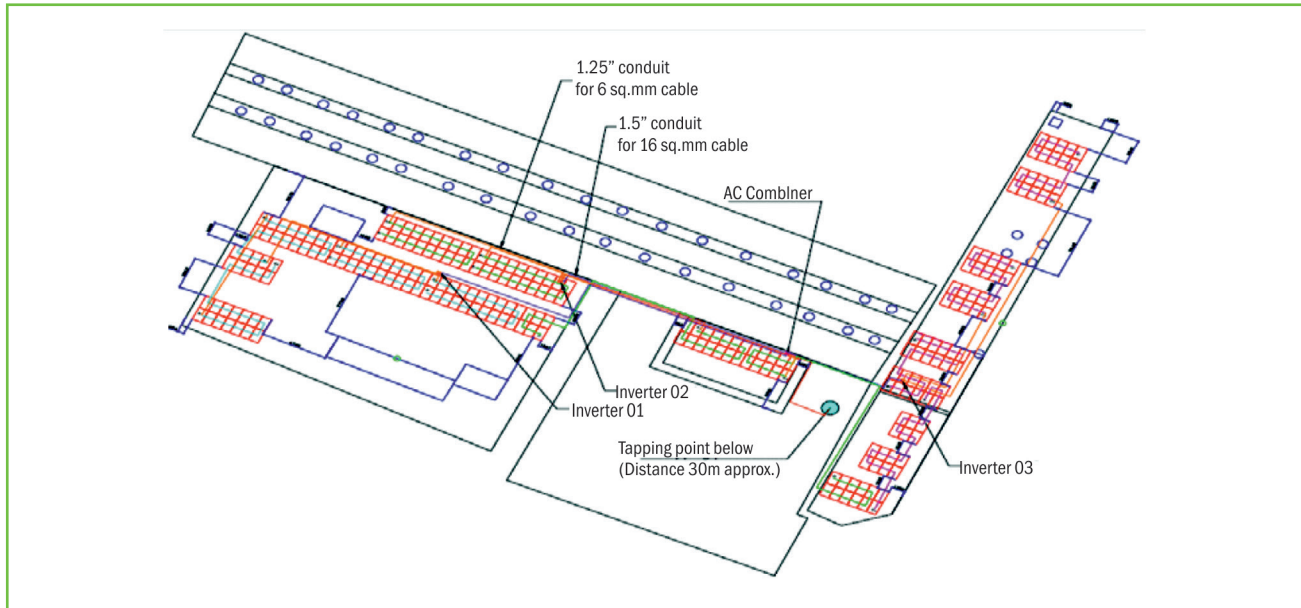 1.25” conduit
for 6 sq.mm cable
1.5” conduit
for 16 sq.mm cable
AC Comblner
Inverter 02
Inverter 01
Tapping point below
(Distance 30m approx.)
Inverter 03